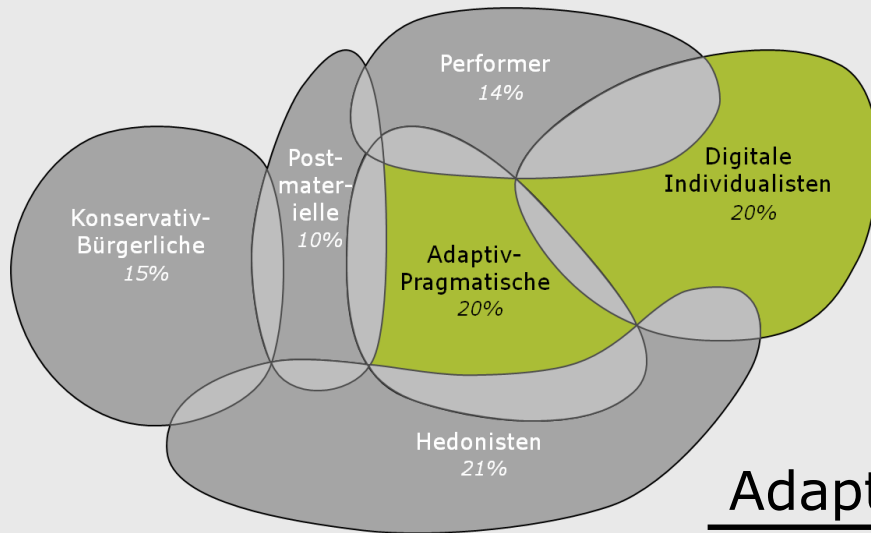 Performer
14%
Post-
mater-
ielle
10%
Digitale
Individualisten
20%
Konservativ-
Bürgerliche
15%
Adaptiv-
Pragmatische
20%
Hedonisten
21%
Adapt